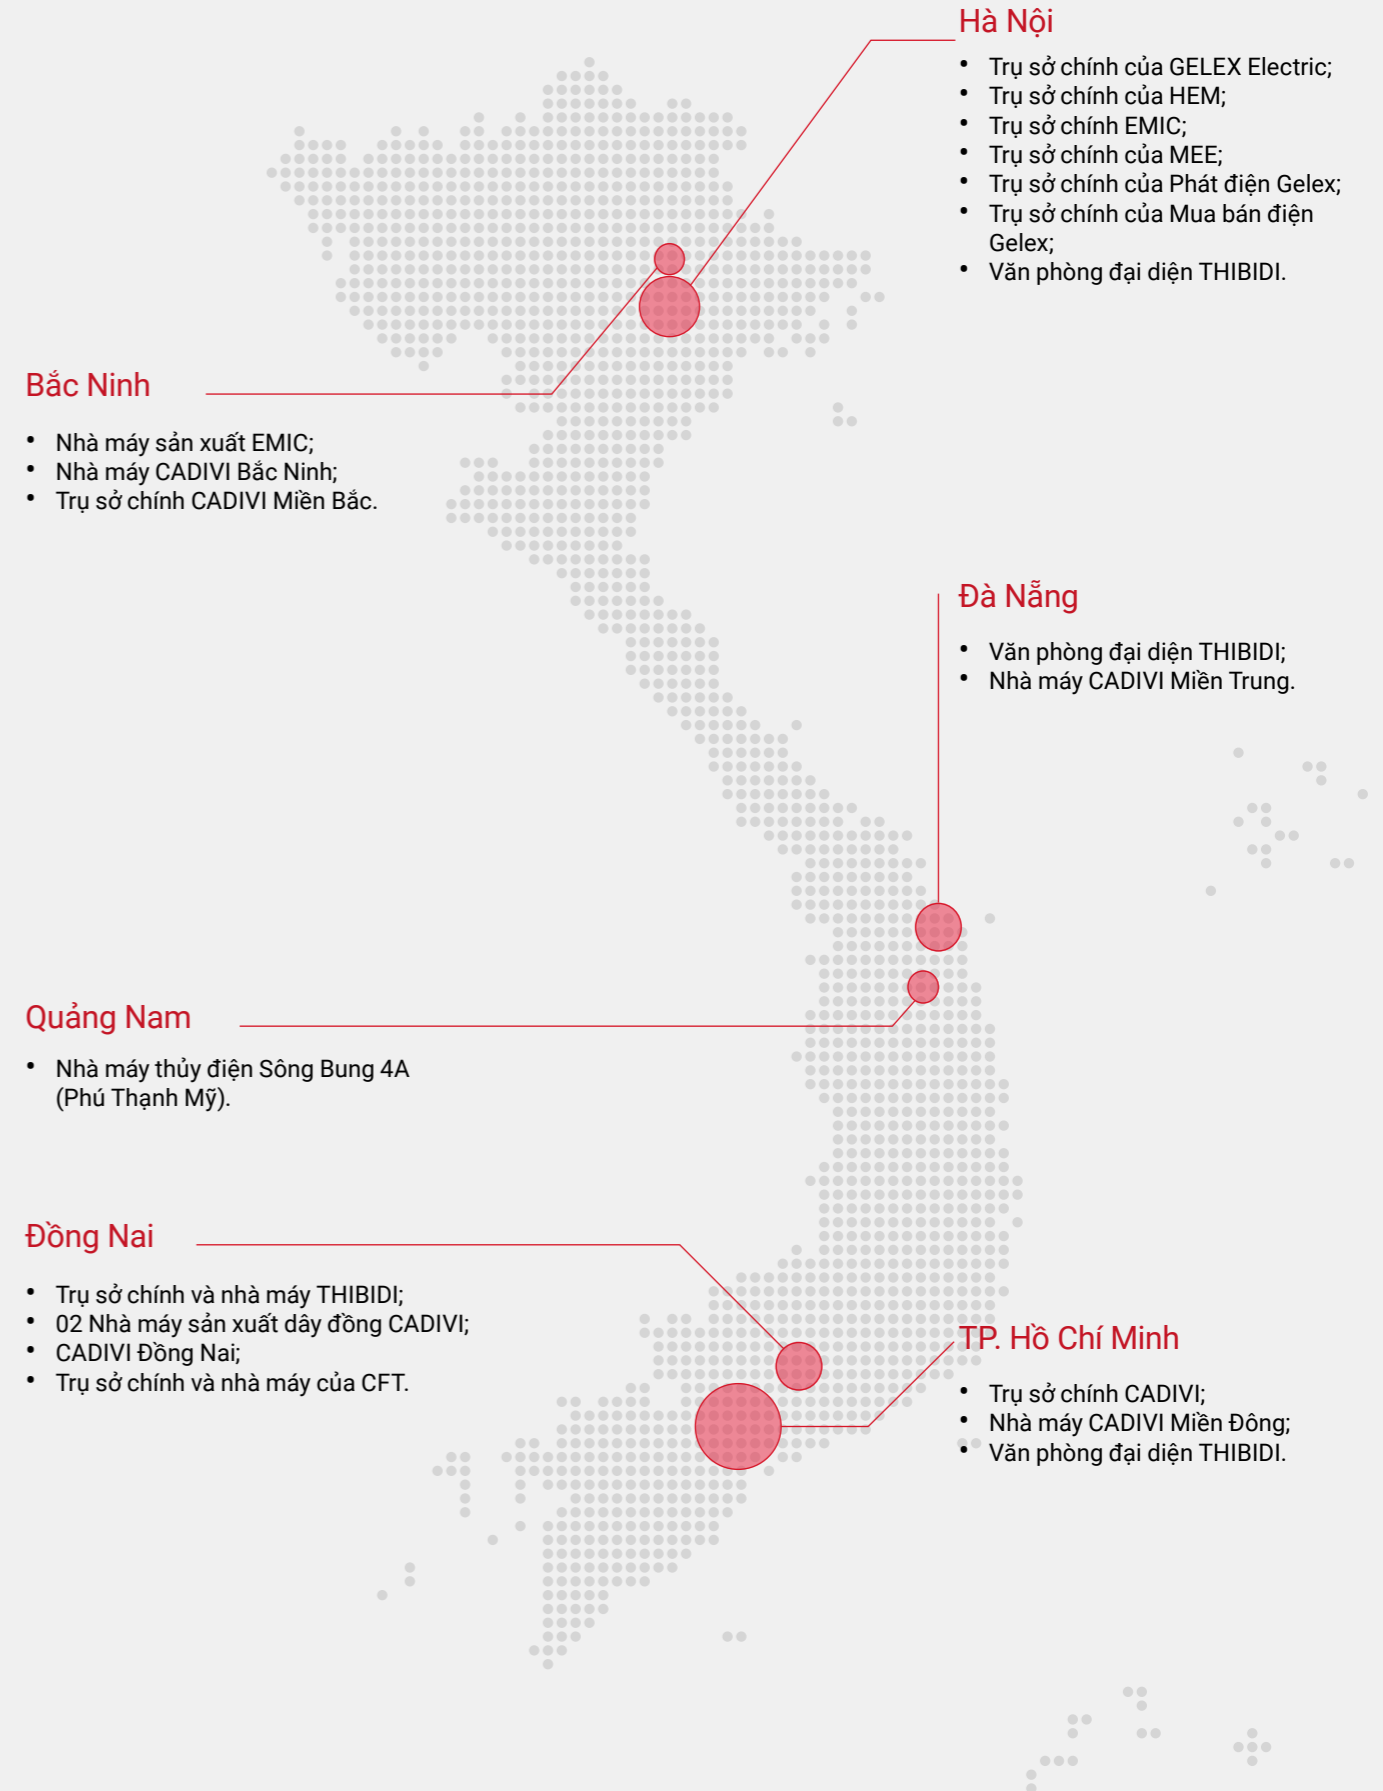 Hà Nội
• Trụ sở chính của GELEX Electric;
• Trụ sở chính của HEM;
• Trụ sở chính EMIC;
• Trụ sở chính của MEE;
• Trụ sở chính của Phát điện Gelex;
• Trụ sở chính của Mua bán điện
Gelex;
• Văn phòng đại diện THIBIDI.
Bắc Ninh
• Nhà máy sản xuất EMIC;
• Nhà máy CADIVI Bắc Ninh;
• Trụ sở chính CADIVI Miền Bắc.
Đà Nẵng
• Văn phòng đại diện THIBIDI;
• Nhà máy CADIVI Miền Trung.
Quảng Nam
• Nhà máy thủy điện Sông Bung 4A
(Phú Thạnh Mỹ).
Đồng Nai
• Trụ sở chính và nhà máy THIBIDI;
• 02 Nhà máy sản xuất dây đồng CADIVI;
• CADIVI Đồng Nai;
• Trụ sở chính và nhà máy của CFT.
TP. Hồ Chí Minh
• Trụ sở chính CADIVI;
• Nhà máy CADIVI Miền Đông;
• Văn phòng đại diện THIBIDI.